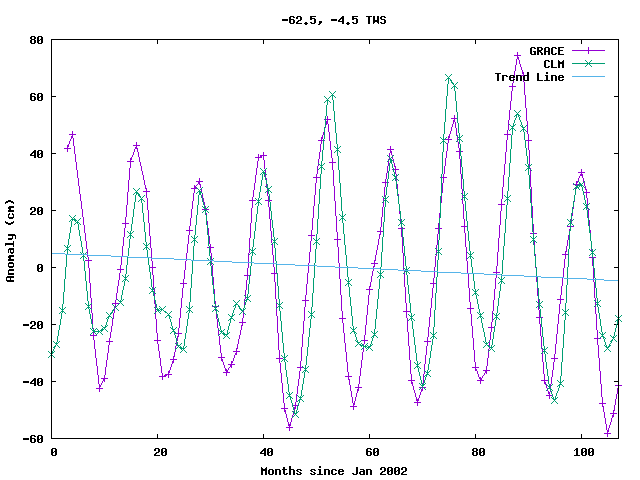 -62.5, -4.5 TWS
GRACE
CLM
Trend Line
80
60
40
20
0
-20
-40
-60
Anomaly (cm)
0 20 40 60 80 100
Months since Jan 2002